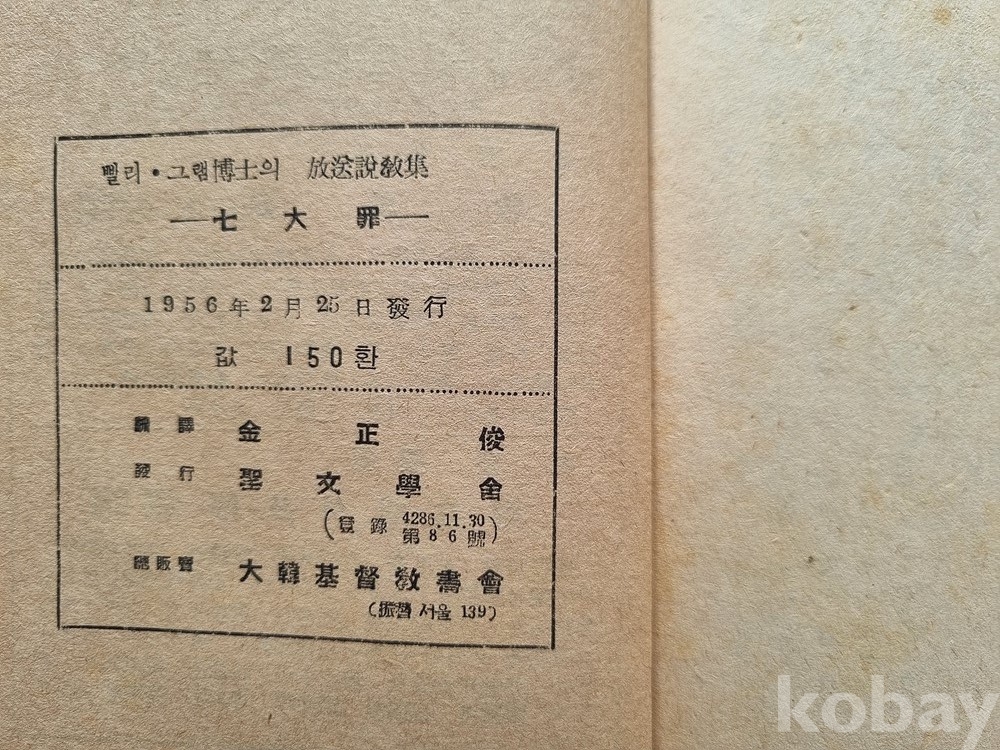 삘리·그램博士의 放送說敎集
—七大罪—
1956年2月25日發行
값 150환
飜譯 金正俊
發行 聖文學舍
(登錄 4286.11.30 第86號)
總販賣 大韓基督敎書會
(振替 서울 139)
kobay